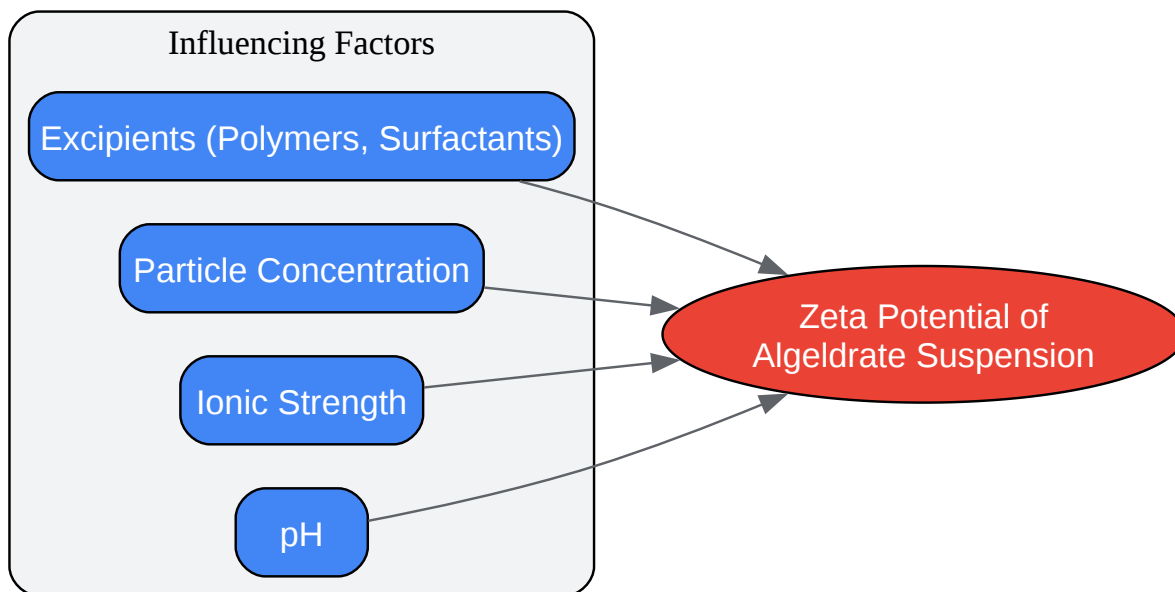 Influencing Factors
Excipients (Polymers, Surfactants)
Particle Concentration
Ionic Strength
pH
Zeta Potential of
Algeldrate Suspension